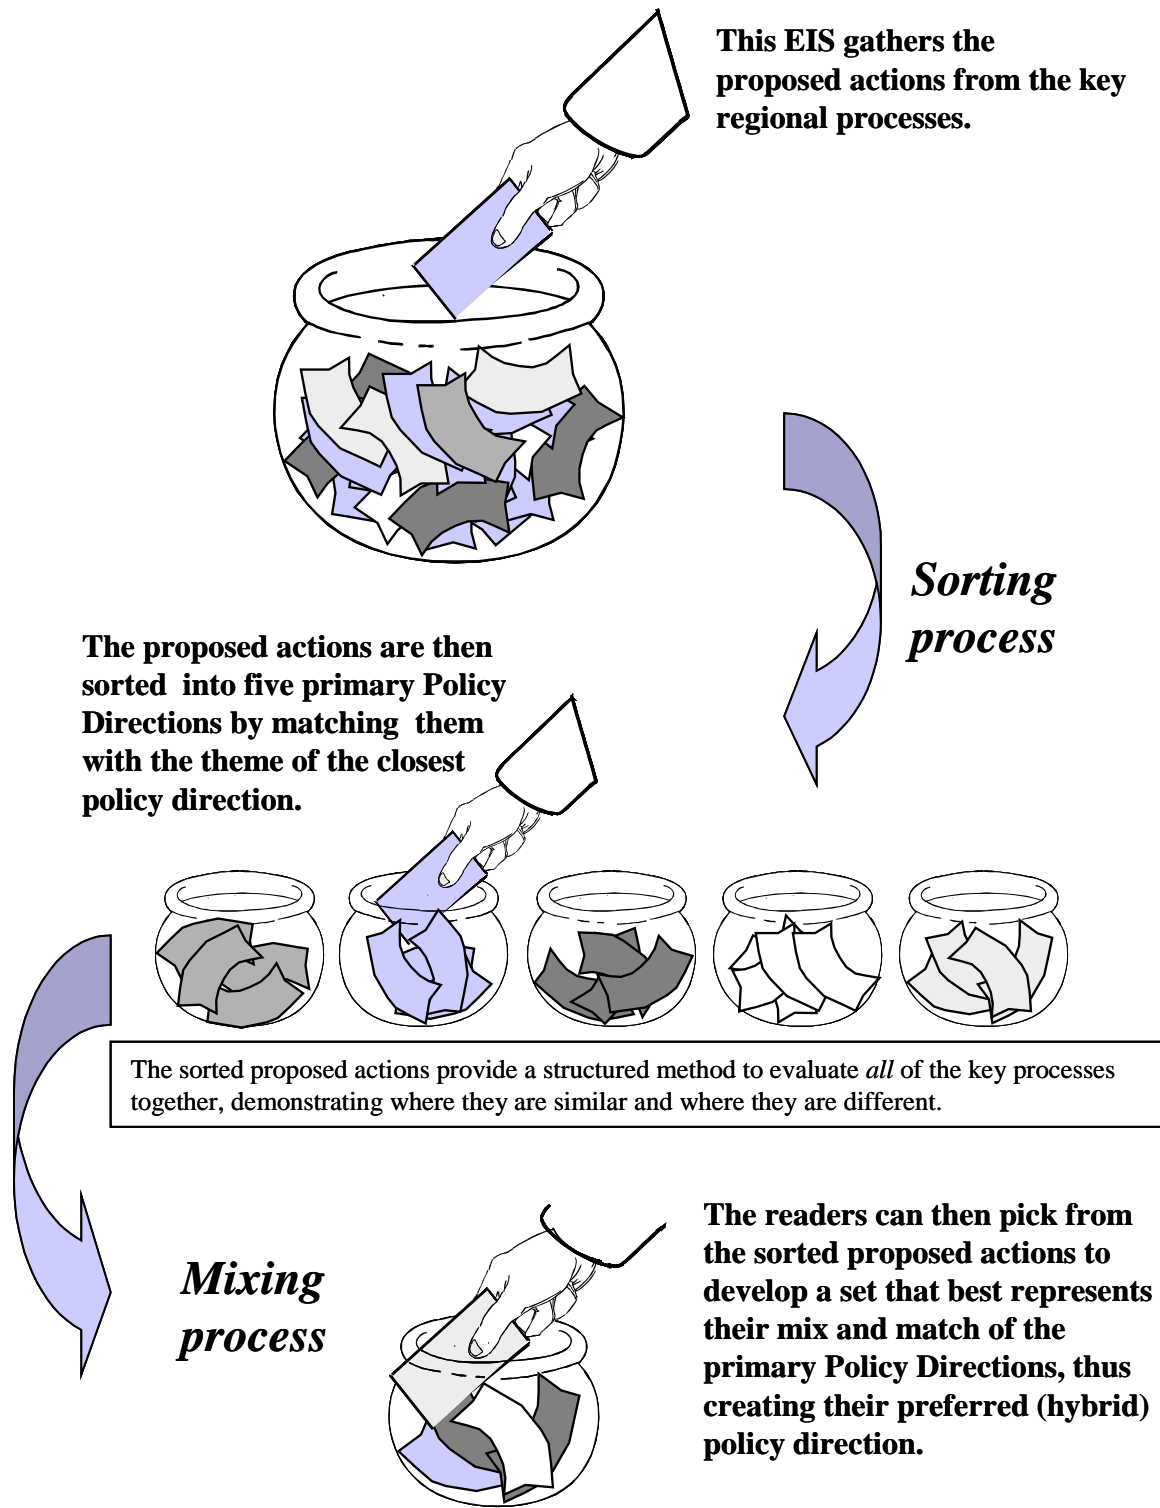 This EIS gathers the
proposed actions from the key
regional processes.
Sorting
process
The proposed actions are then
sorted  into five primary Policy
Directions by matching  them
with the theme of the closest
policy direction.
The sorted proposed actions provide a structured method to evaluate all of the key processes
together, demonstrating where they are similar and where they are different.
Mixing
process
The readers can then pick from
the sorted proposed actions to
develop a set that best represents
their mix and match of the
primary Policy Directions, thus
creating their preferred (hybrid)
policy direction.